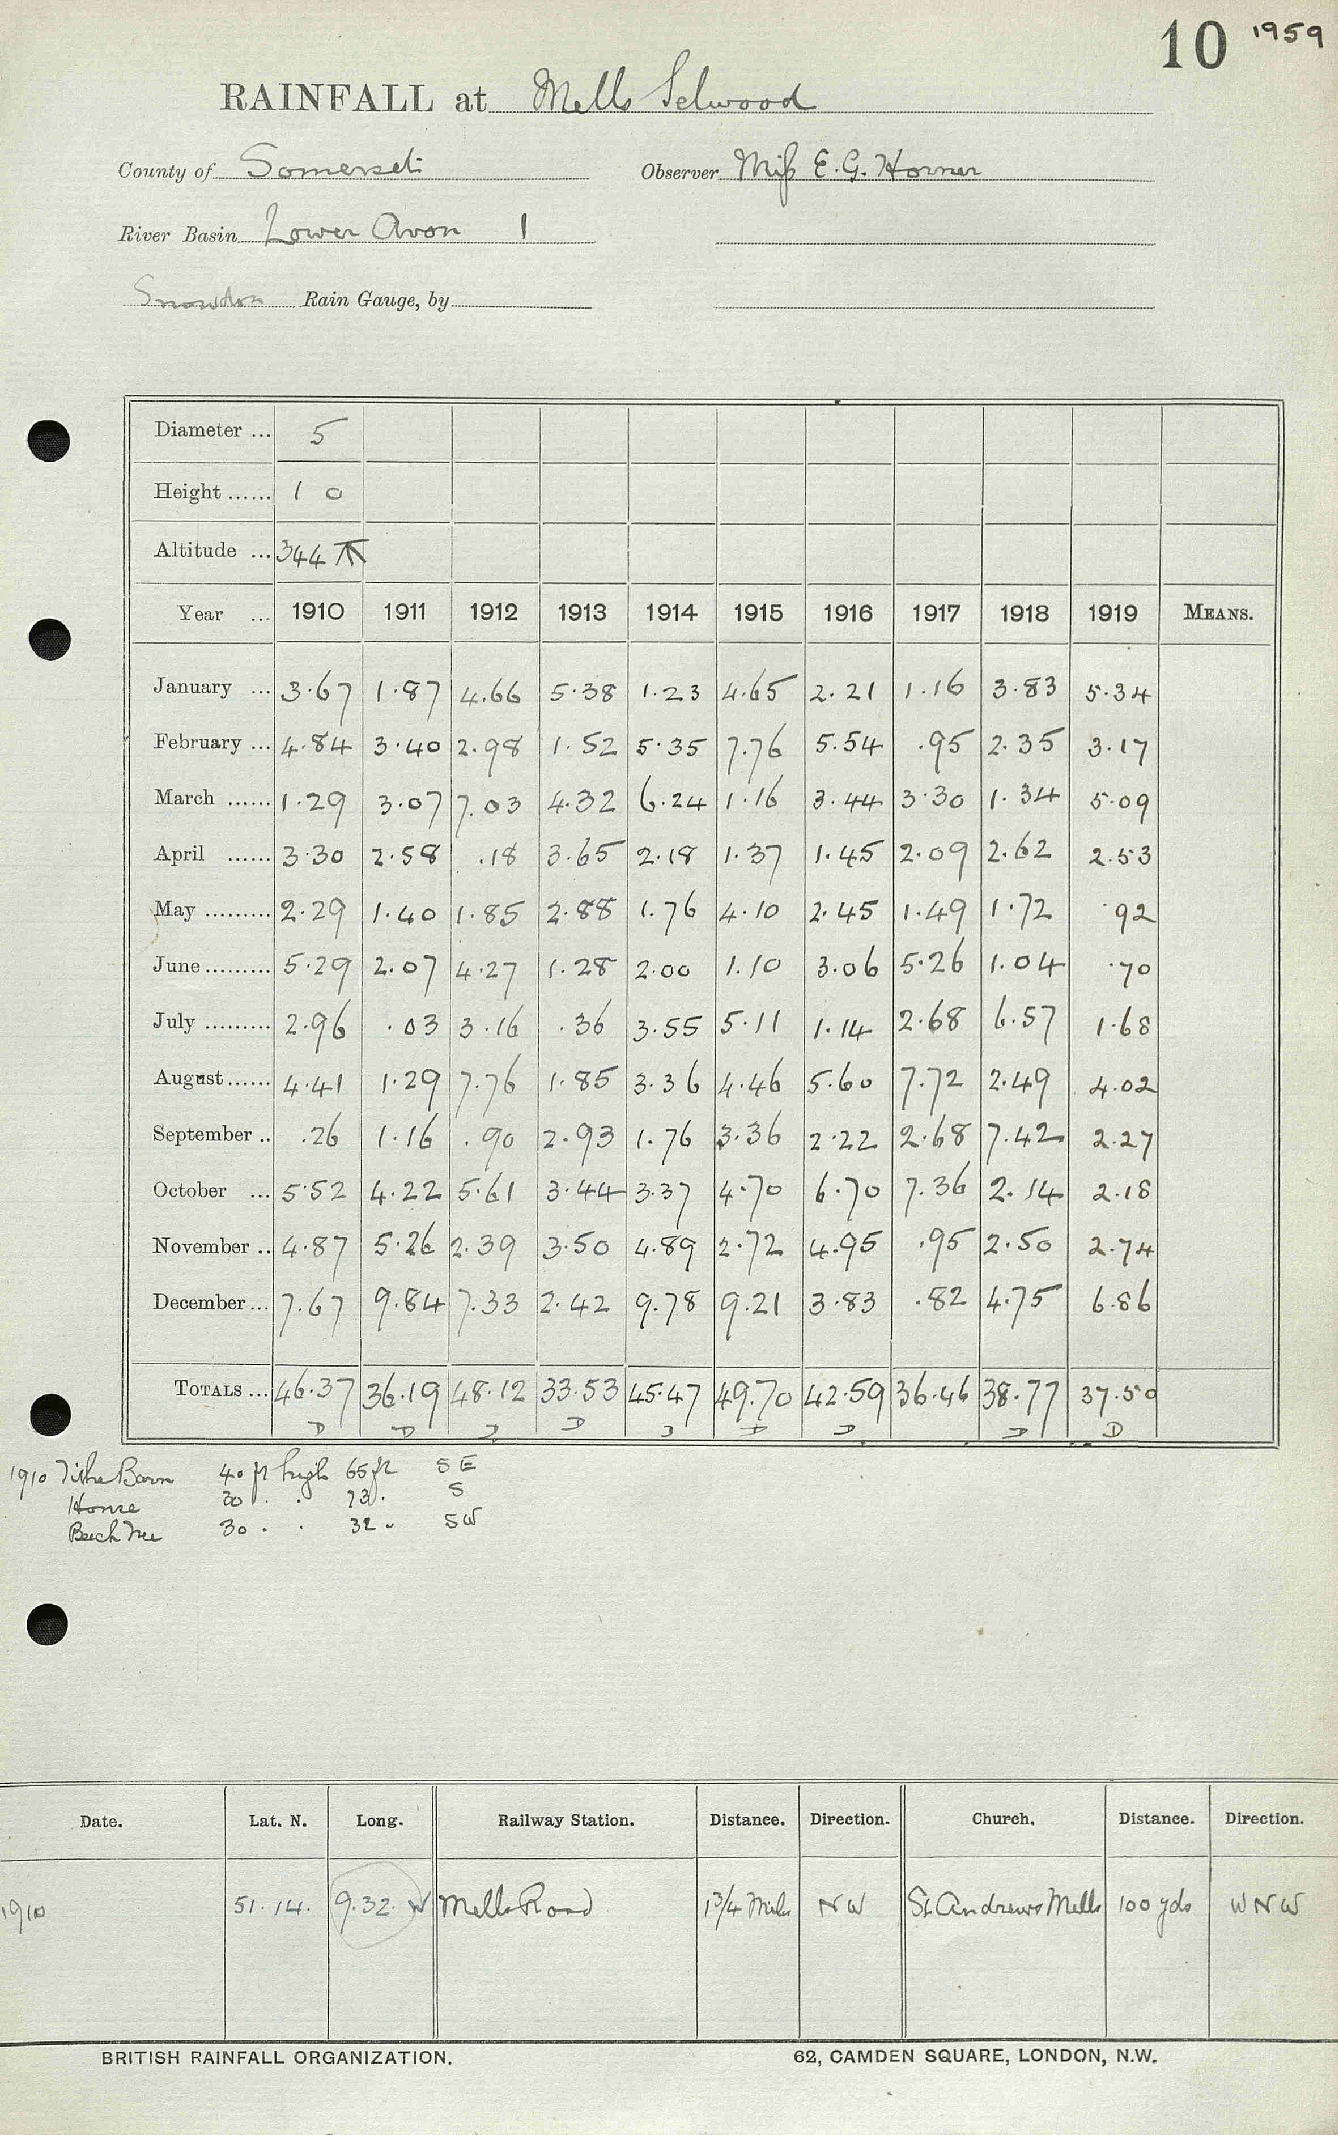 10 1959
RAINFALL at Mells Selwood
County of Somerset Observer Miss E. G. Horner
River Basin Lower Avon 1
Snowdon Rain Gauge, by
Diameter ... 5
Height ...... 1 0
Altitude ... 344
Year ... 1910 1911 1912 1913 1914 1915 1916 1917 1918 1919 MEANS.
January ... 3.67 1.87 4.66 5.38 1.23 4.65 2.21 1.16 3.83 5.34
February ... 4.84 3.40 2.98 1.52 5.35 7.76 5.54 .95 2.35 3.17
March ...... 1.29 3.07 7.03 4.32 6.24 1.16 3.44 3.30 1.34 5.09
April ...... 3.30 2.58 .18 3.65 2.18 1.37 1.45 2.09 2.62 2.53
May ......... 2.29 1.40 1.85 2.88 1.76 4.10 2.45 1.49 1.72 .92
June ......... 5.29 2.07 4.27 1.28 2.00 1.10 3.06 5.26 1.04 .70
July ......... 2.96 .03 3.16 .36 3.55 5.11 1.14 2.68 6.57 1.68
August ...... 4.41 1.29 7.76 1.85 3.36 4.46 5.60 7.72 2.49 4.02
September .. .26 1.16 .90 2.93 1.76 3.36 2.22 2.68 7.42 2.27
October ... 5.52 4.22 5.61 3.44 3.37 4.70 6.70 7.36 2.14 2.18
November .. 4.87 5.26 2.39 3.50 4.89 2.72 4.95 .95 2.50 2.74
December ... 7.67 9.84 7.33 2.42 9.78 9.21 3.83 .82 4.75 6.86
TOTALS ... 46.37 36.19 48.12 33.53 45.47 49.70 42.59 36.46 38.77 37.50
D D D D D D D D D
1910 Tithe Barn 40 ft high 65 ft SE
House 30 . . 73 . S
Beech Tree 30 . . 32 " SW
Date. Lat. N. Long. Railway Station. Distance. Direction. Church. Distance. Direction.
1910 51.14. 9.32 W Mells Road 1 3/4 Miles NW St. Andrews Mells 100 yds WNW
BRITISH RAINFALL ORGANIZATION. 62, CAMDEN SQUARE, LONDON, N.W.